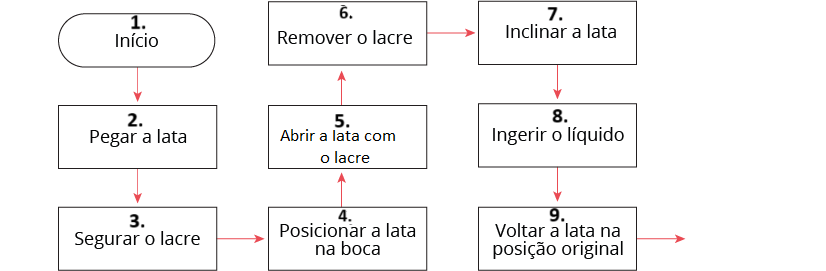 1.
Início
2.
Pegar a lata
3.
Segurar o lacre
4.
Posicionar a lata
na boca
5.
Abrir a lata com
o lacre
6.
Remover o lacre
7.
Inclinar a lata
8.
Ingerir o líquido
9.
Voltar a lata na
posição original